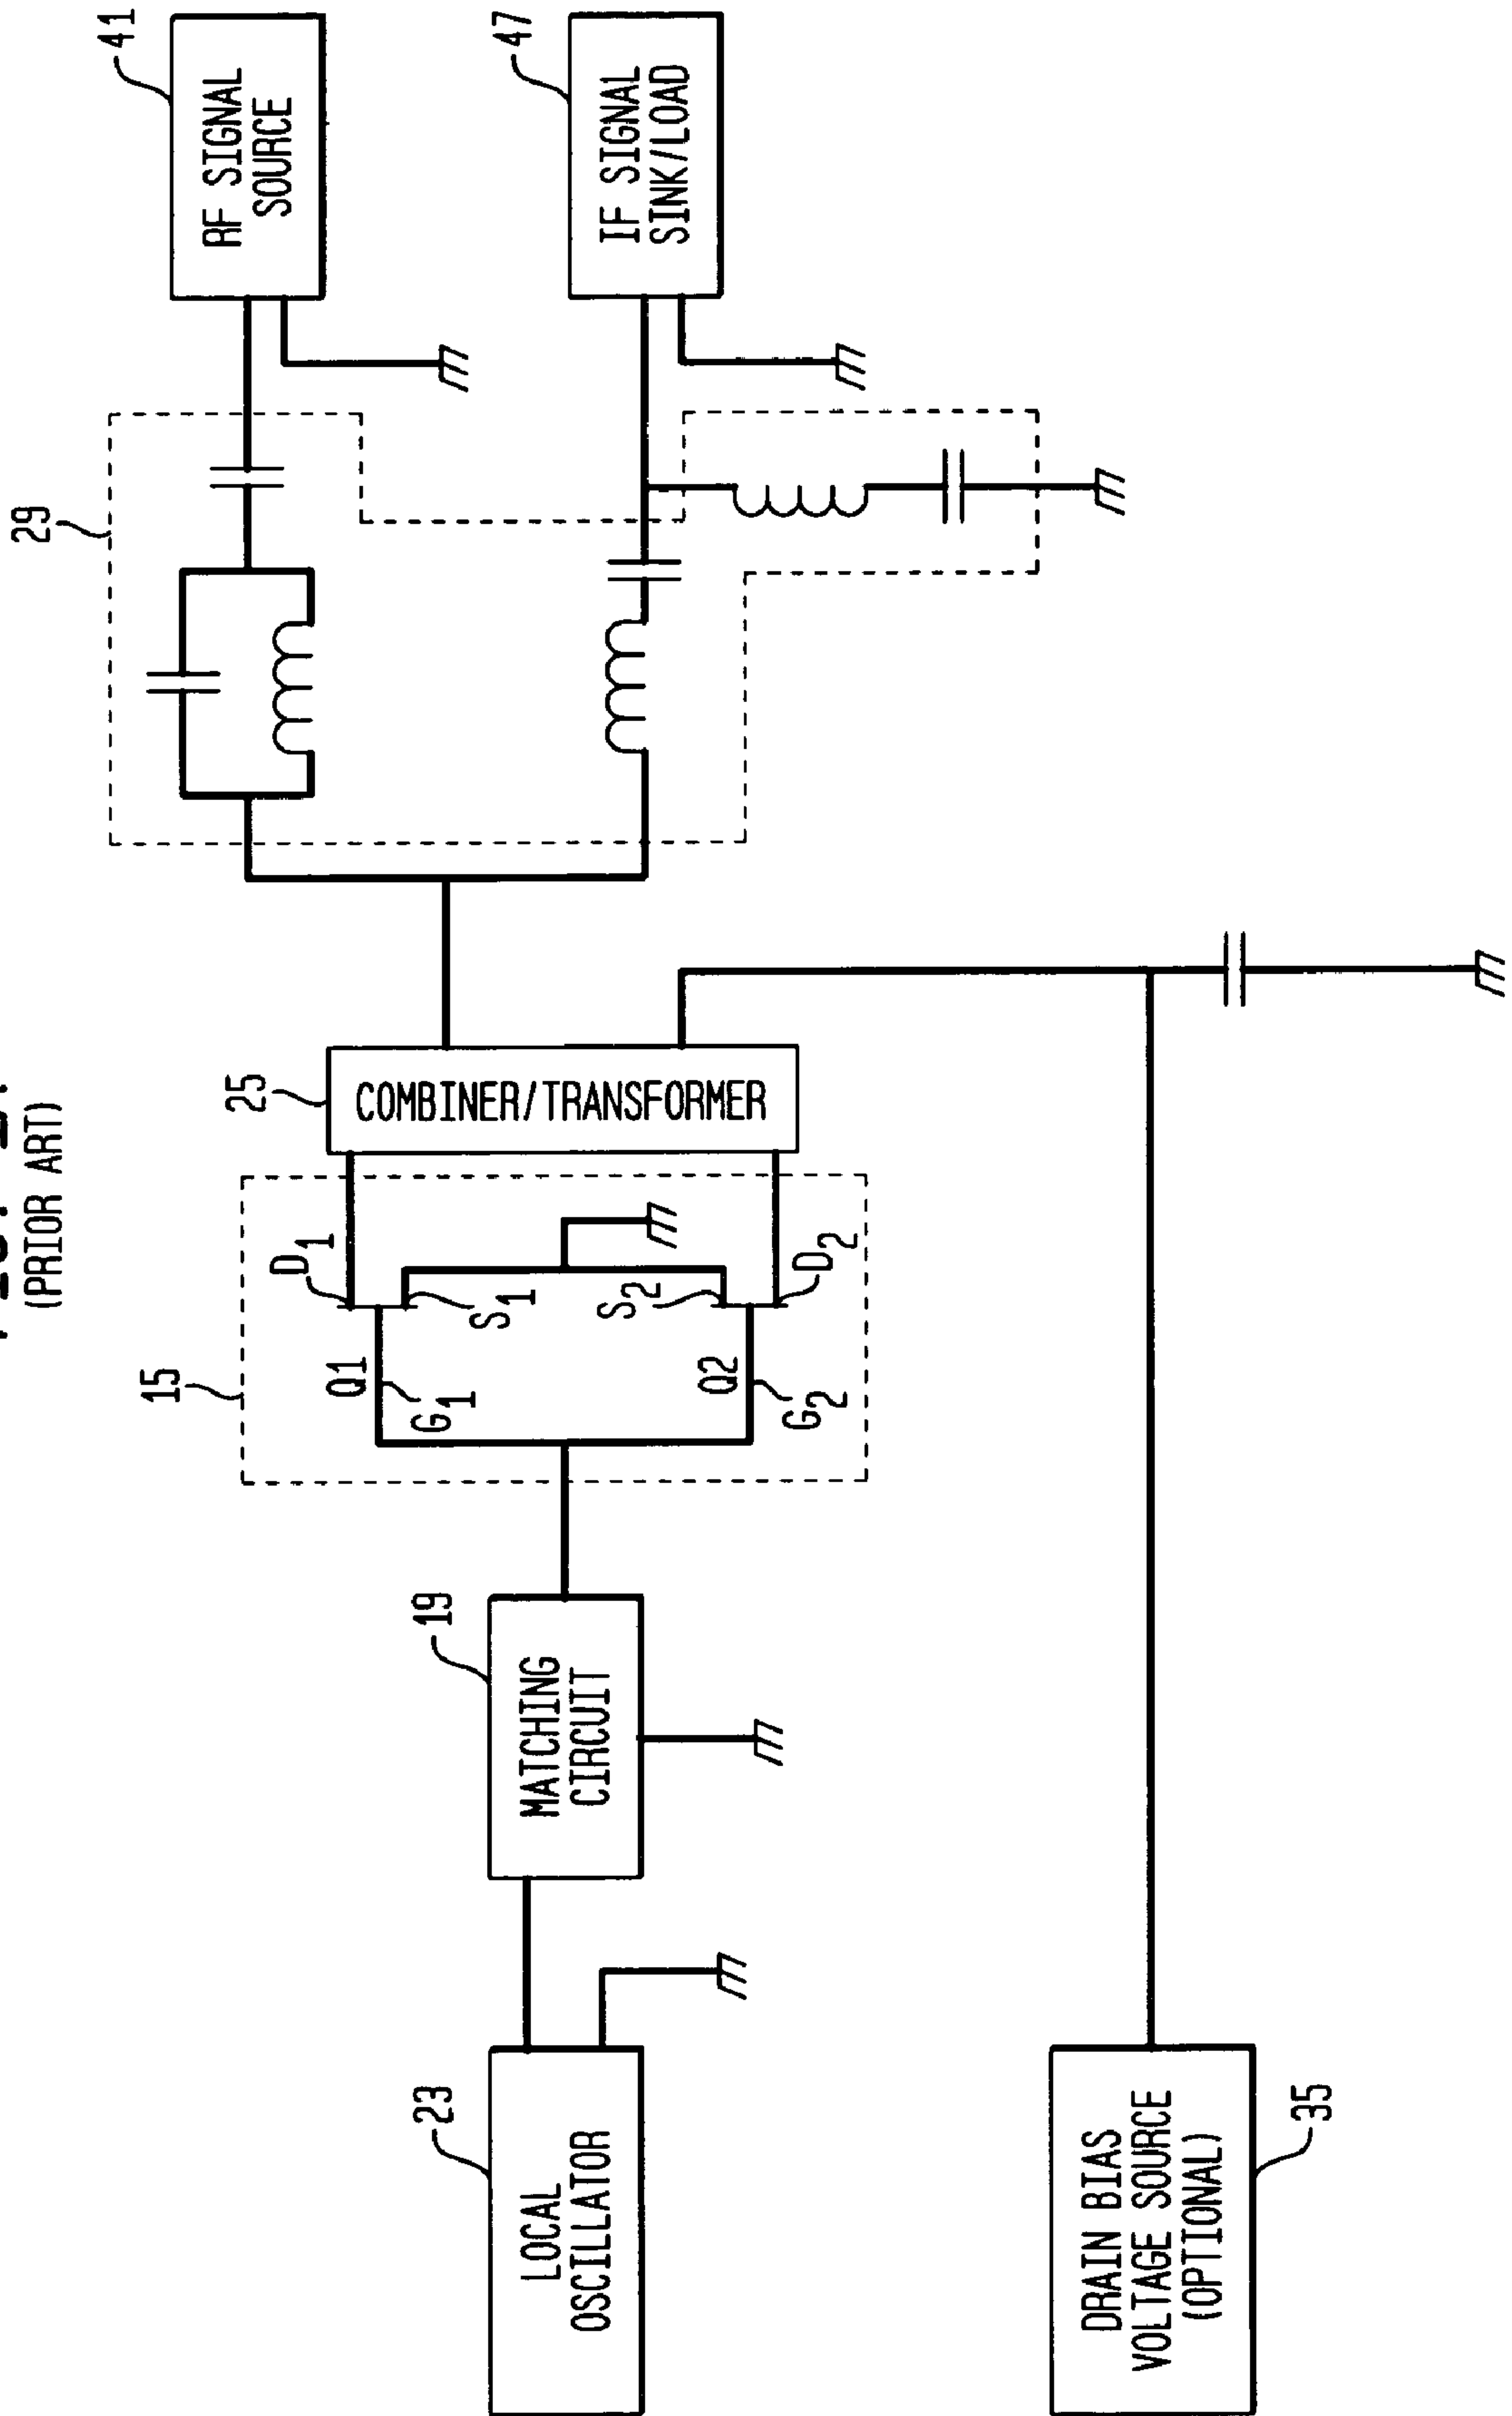 (PRIOR ART)
41
RF SIGNAL
SOURCE
29
47
IF SIGNAL
SINK/LOAD
25
COMBINER/TRANSFORMER
15
D1
S1
Q1
G1
S2
D2
Q2
G2
19
MATCHING
CIRCUIT
23
LOCAL
OSCILLATOR
35
DRAIN BIAS
VOLTAGE SOURCE
(OPTIONAL)